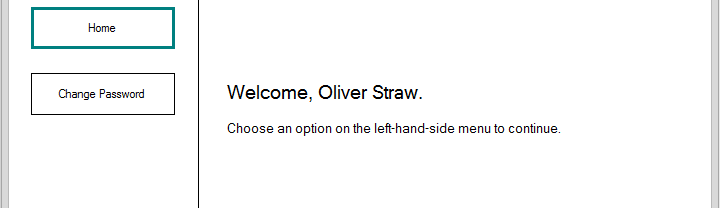 Home
Change Password
Welcome, Oliver Straw.
Choose an option on the left-hand-side menu to continue.